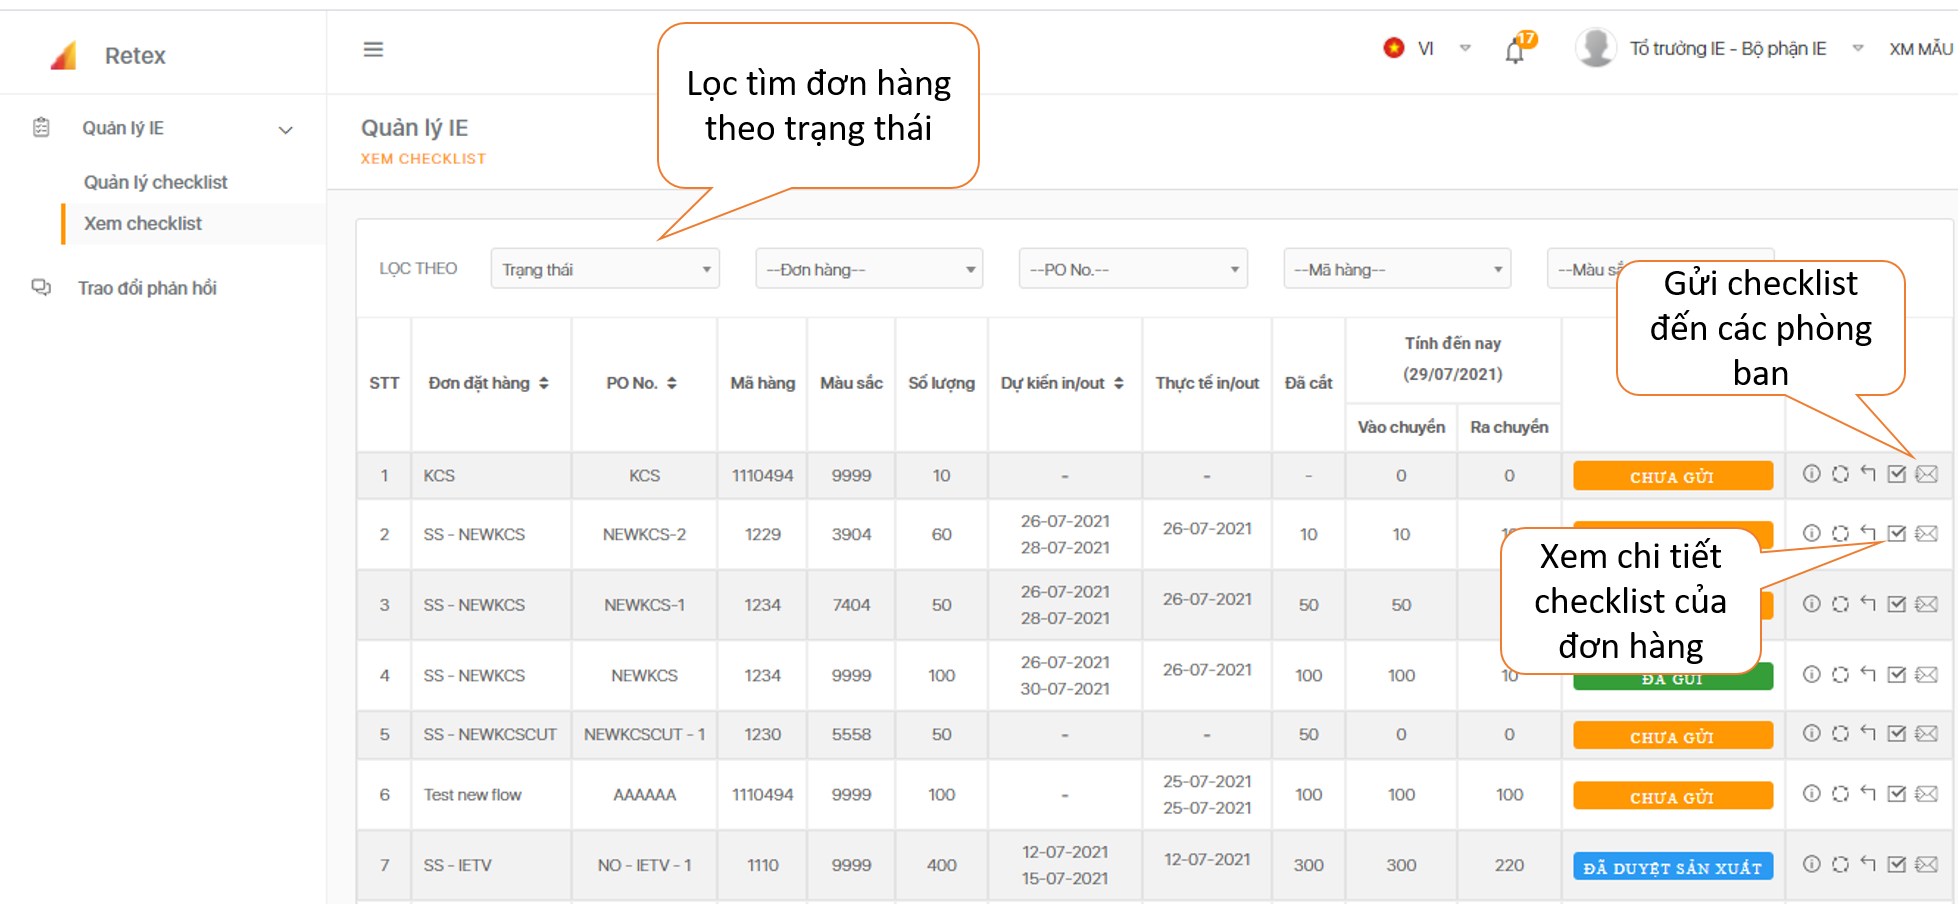 Retex
VI
17
Tổ trưởng IE - Bộ phận IE
XM MẪU
Quản lý IE
Quản lý checklist
Xem checklist
Trao đổi phản hồi
Quản lý IE
XEM CHECKLIST
Lọc tìm đơn hàng
theo trạng thái
LỌC THEO
Trạng thái
--Đơn hàng--
--PO No.--
--Mã hàng--
--Màu
Gửi checklist
đến các phòng
ban
STT Đơn đặt hàng PO No. Mã hàng Màu sắc Số lượng Dự kiến in/out Thực tế in/out Đã cắt
Tính đến nay
(29/07/2021)
Vào chuyền Ra chuyền
1 KCS KCS 1110494 9999 10 - - - 0 0 CHƯA GỬI
2 SS - NEWKCS NEWKCS-2 1229 3904 60 26-07-2021 26-07-2021 10 10
28-07-2021
3 SS - NEWKCS NEWKCS-1 1234 7404 50 26-07-2021 26-07-2021 50 50
28-07-2021
Xem chi tiết
checklist của
đơn hàng
4 SS - NEWKCS NEWKCS 1234 9999 100 26-07-2021 26-07-2021 100 100 10 ĐÃ GỬI
30-07-2021
5 SS - NEWKCSCUT NEWKCSCUT - 1 1230 5558 50 - - 50 0 0 CHƯA GỬI
6 Test new flow AAAAAA 1110494 9999 100 - 25-07-2021 100 100 100 CHƯA GỬI
25-07-2021
7 SS - IETV NO - IETV - 1 1110 9999 400 12-07-2021 12-07-2021 300 300 220 ĐÃ DUYỆT SẢN XUẤT
15-07-2021